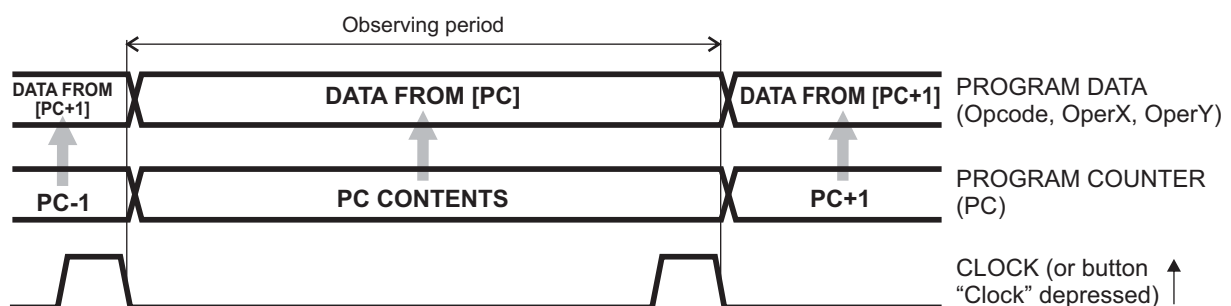 Observing period
DATA FROM
[PC+1]
DATA FROM [PC]
DATA FROM [PC+1]
PROGRAM DATA
(Opcode, OperX, OperY)
PC-1
PC CONTENTS
PC+1
PROGRAM COUNTER
(PC)
CLOCK (or button
“Clock” depressed)